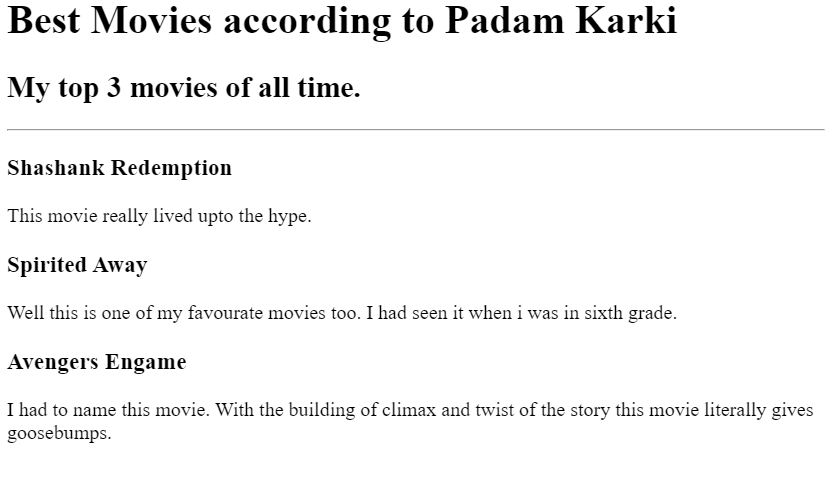 Best Movies according to Padam Karki
My top 3 movies of all time.
Shashank Redemption
This movie really lived upto the hype.
Spirited Away
Well this is one of my favourate movies too. I had seen it when i was in sixth grade.
Avengers Engame
I had to name this movie. With the building of climax and twist of the story this movie literally gives
goosebumps.